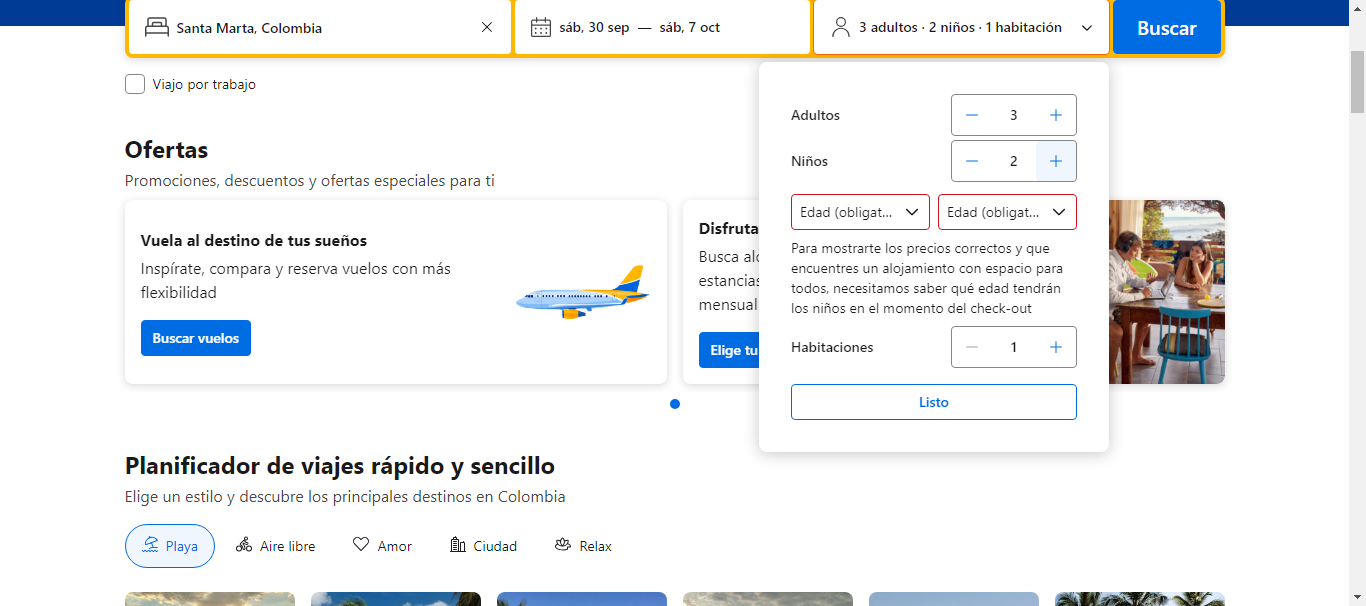 Santa Marta, Colombia
sáb, 30 sep — sáb, 7 oct
3 adultos · 2 niños · 1 habitación
Buscar
Viajo por trabajo
Adultos
3
Niños
2
Edad (obligat...
Edad (obligat...
Para mostrarte los precios correctos y que
encuentres un alojamiento con espacio para
todos, necesitamos saber qué edad tendrán
los niños en el momento del check-out
Habitaciones
1
Listo
Ofertas
Promociones, descuentos y ofertas especiales para ti
Vuela al destino de tus sueños
Inspírate, compara y reserva vuelos con más
flexibilidad
Buscar vuelos
Disfruta
Busca
estancias
mensual
Elige tu
Planificador de viajes rápido y sencillo
Elige un estilo y descubre los principales destinos en Colombia
Playa
Aire libre
Amor
Ciudad
Relax